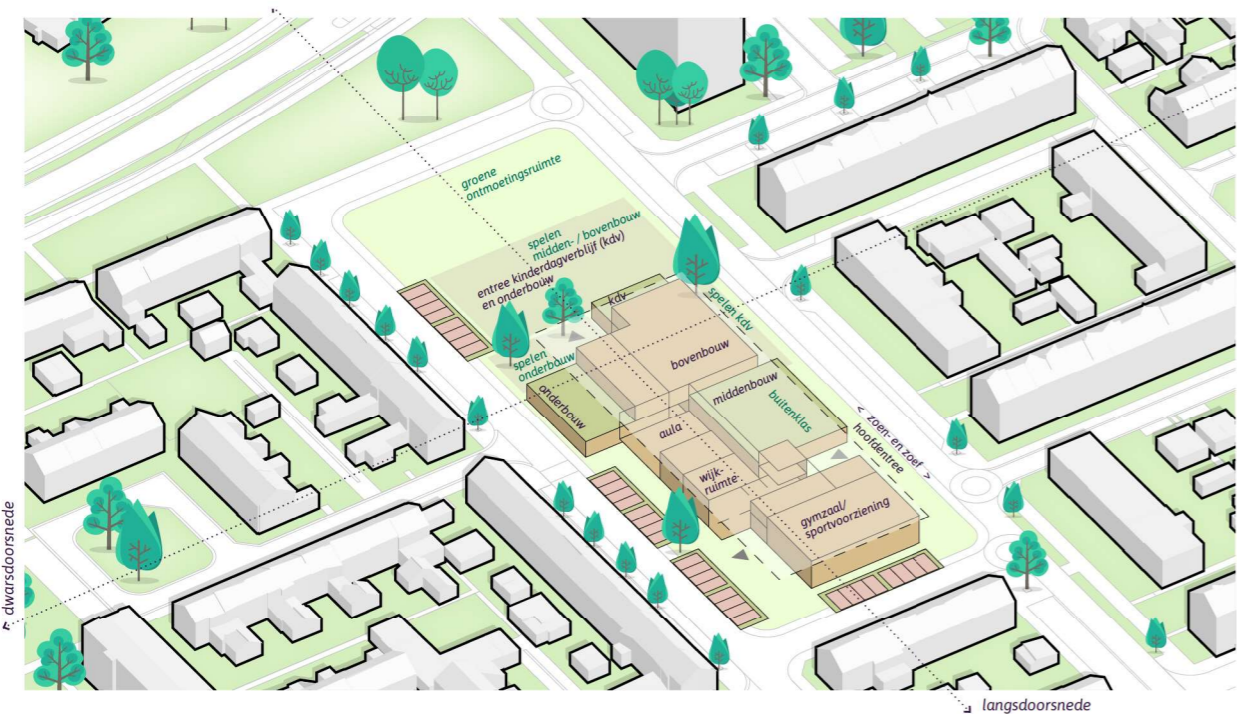 groene
ontmoetingsruimte
spelen
midden- / bovenbouw
entree kinderdagverblijf (kdv)
en onderbouw
kdv
spelen kdv
spelen
onderbouw
bovenbouw
onderbouw
middenbouw
buitenklas
aula
< zoen- en zoef >
hoofdentree
wijk-
ruimte
gymzaal/
sportvoorziening
dwarsdoorsnede
langsdoorsnede